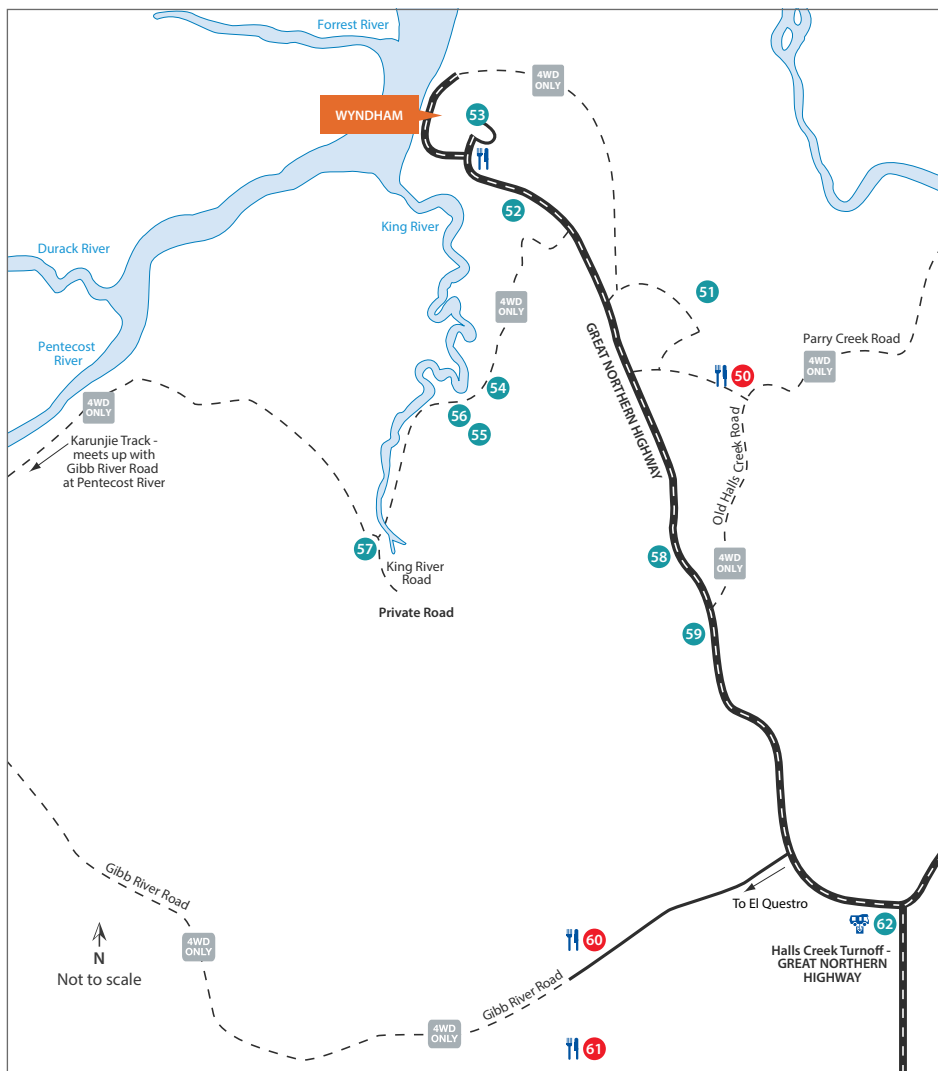 Forrest River
4WD
ONLY
WYNDHAM
53
52
King River
Durack River
51
4WD
ONLY
Pentecost
River
GREAT NORTHERN HIGHWAY
Parry Creek Road
4WD
ONLY
50
54
4WD
ONLY
56
55
Karunjie Track -
meets up with
Gibb River Road
at Pentecost River
Old Halls Creek Road
57
King River
Road
58
4WD
ONLY
Private Road
59
Gibb River Road
To El Questro
62
4WD
ONLY
60
N
Not to scale
Halls Creek Turnoff -
GREAT NORTHERN
HIGHWAY
Gibb River Road
4WD
ONLY
61